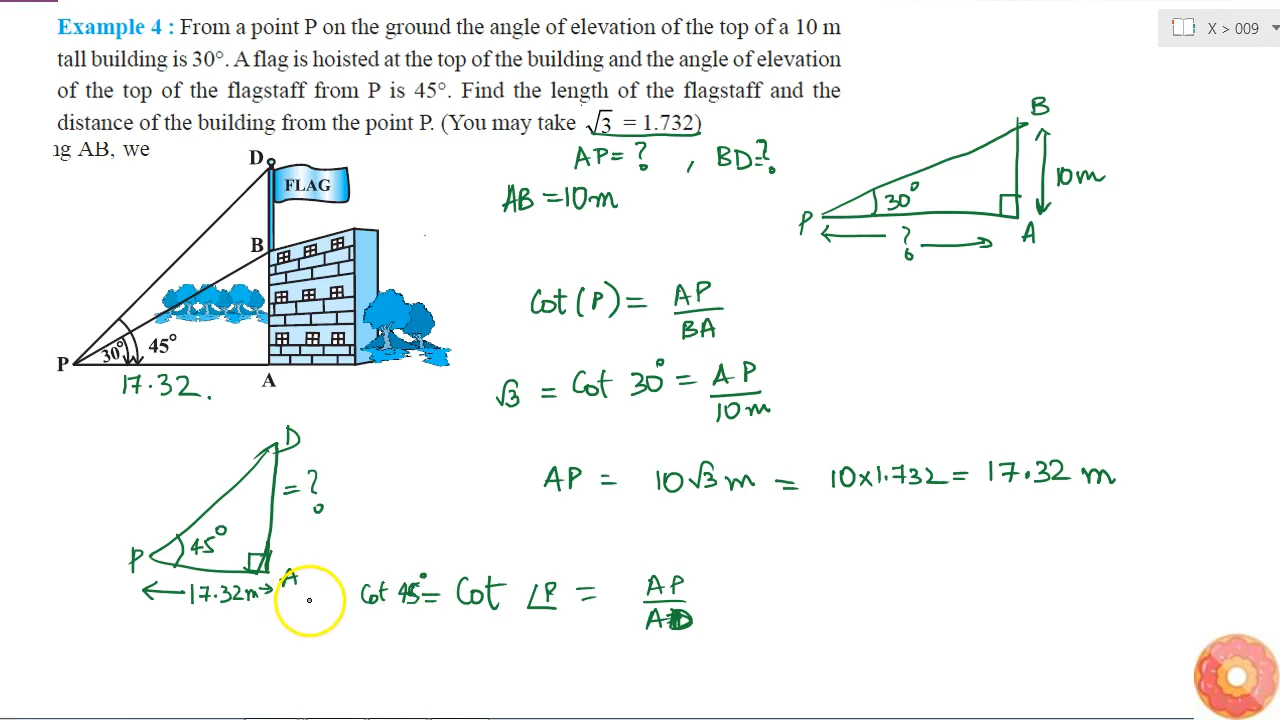 Example 4 : From a point P on the ground the angle of elevation of the top of a 10 m
tall building is 30°. A flag is hoisted at the top of the building and the angle of elevation
of the top of the flagstaff from P is 45°. Find the length of the flagstaff and the
distance of the building from the point P. (You may take √3 = 1.732)
ng AB, we
X > 009
AP = ? , BD = ?
AB = 10 m
D
FLAG
B
30°
45°
P
A
17.32.
B
10 m
30°
P
A
?
Cot (P) = AP / BA
√3 = Cot 30° = AP / 10 m
AP = 10 √3 m = 10 × 1.732 = 17.32 m
D
= ?
45°
P
A
17.32 m
Cot 45° = Cot ∠P = AP / AD